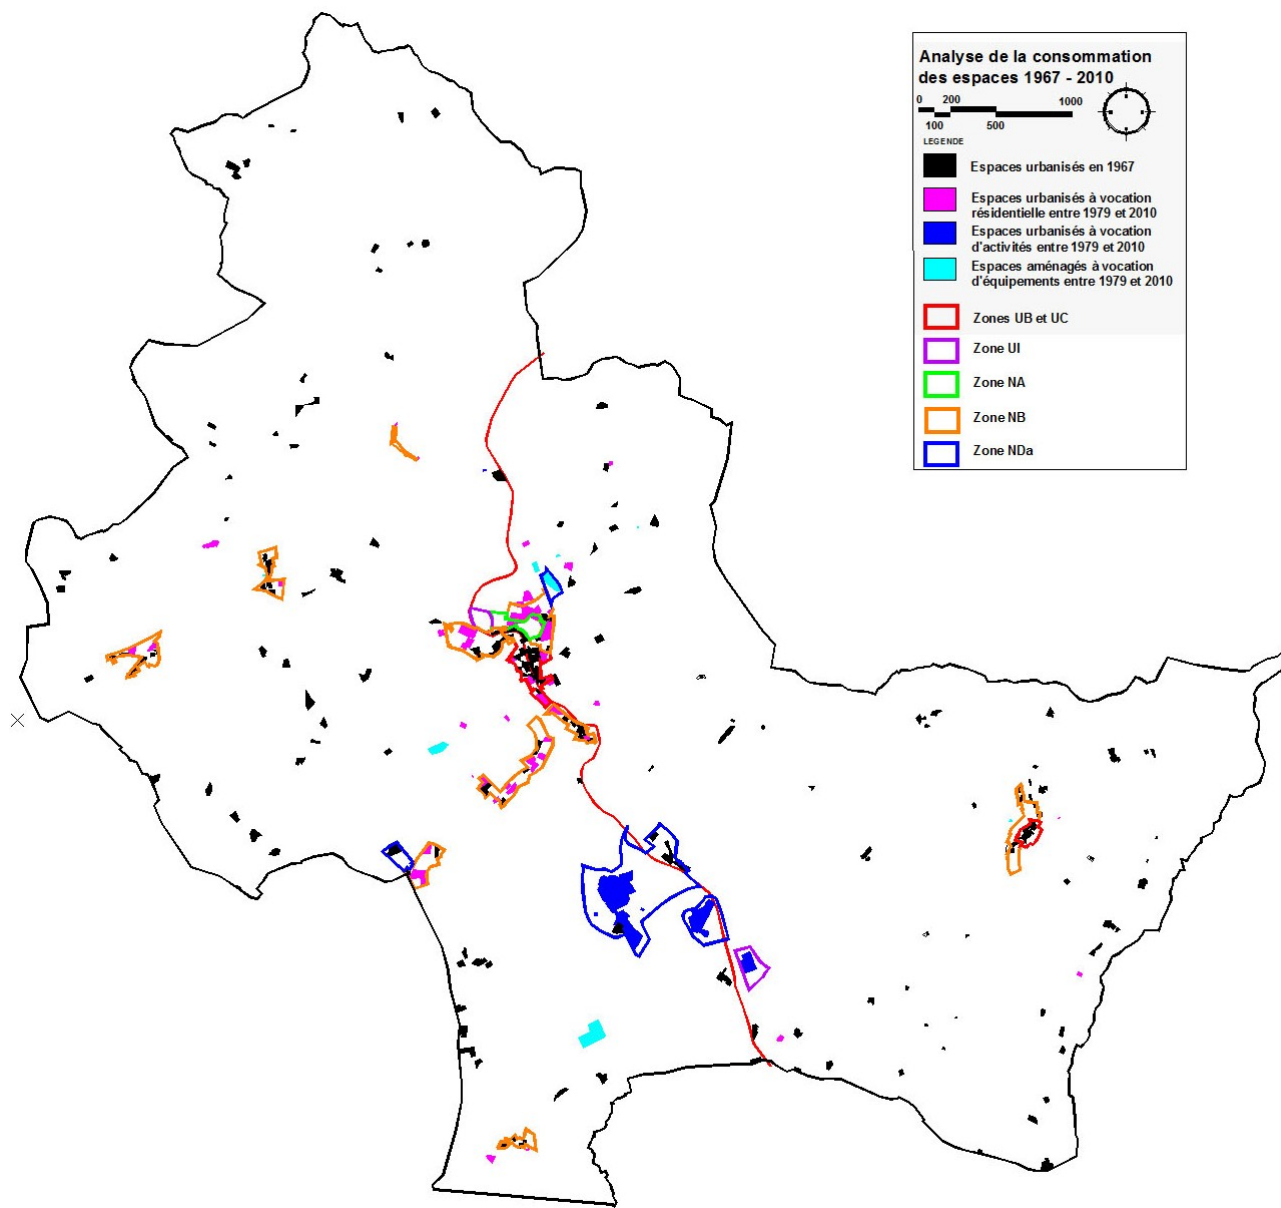 Analyse de la consommation
des espaces 1967 - 2010
0 200 1000
100 500
LEGENDE
Espaces urbanisés en 1967
Espaces urbanisés à vocation
résidentielle entre 1979 et 2010
Espaces urbanisés à vocation
d'activités entre 1979 et 2010
Espaces aménagés à vocation
d'équipements entre 1979 et 2010
Zones UB et UC
Zone UI
Zone NA
Zone NB
Zone NDa